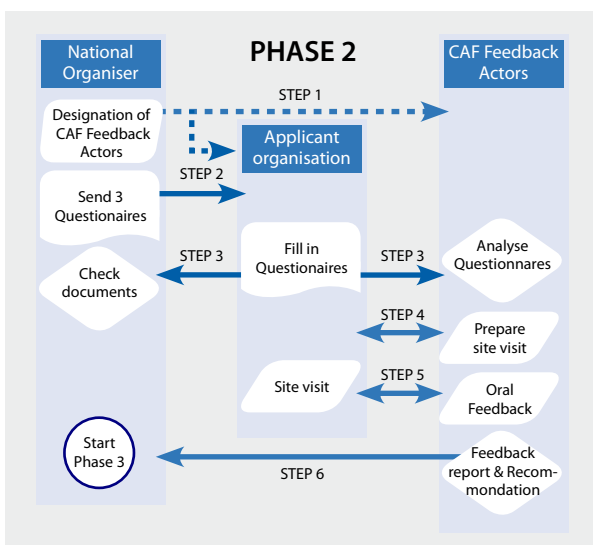 PHASE 2
National
Organiser
CAF Feedback
Actors
STEP 1
Designation of
CAF Feedback
Actors
Applicant
organisation
STEP 2
Send 3
Questionaires
STEP 3
Fill in
Questionaires
STEP 3
Analyse
Questionnares
Check
documents
STEP 4
Prepare
site visit
STEP 5
Site visit
Oral
Feedback
Start
Phase 3
STEP 6
Feedback
report & Recom-
mondation